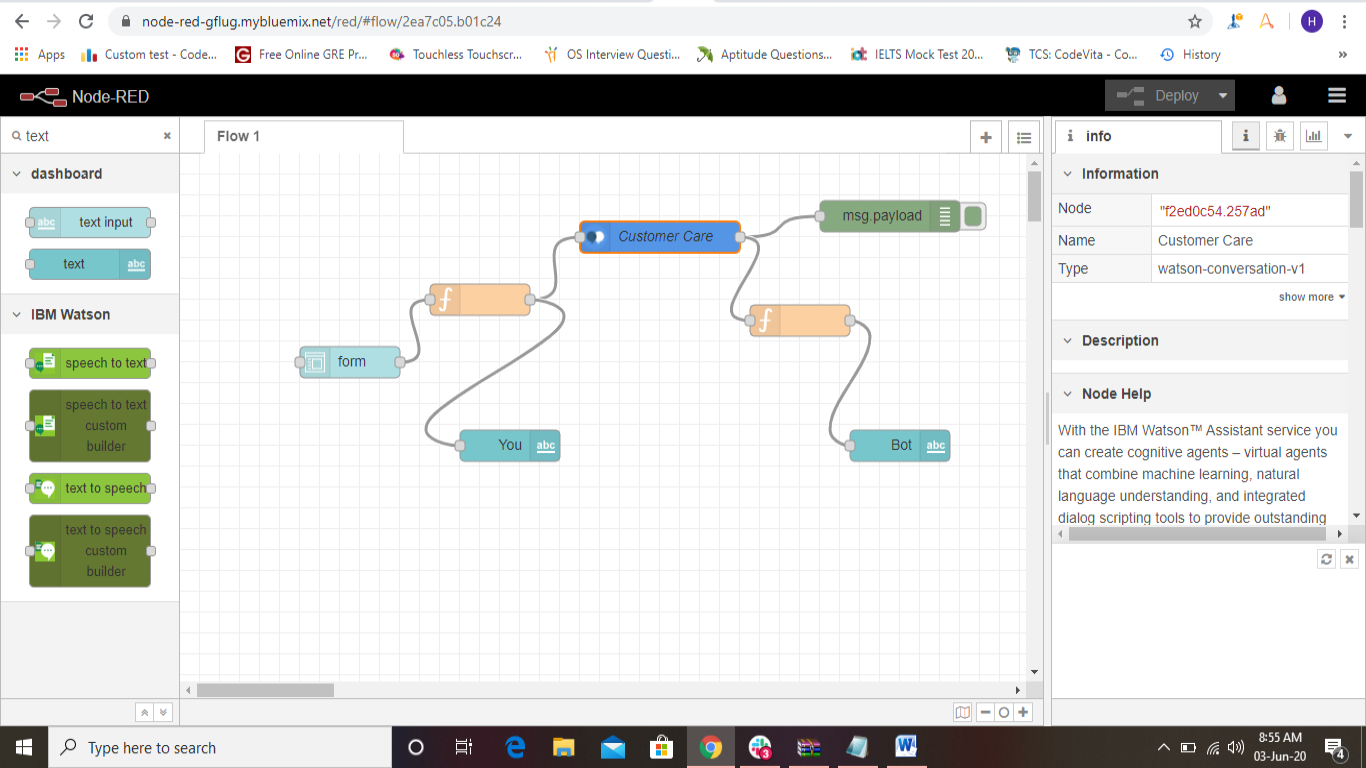 node-red-gflug.mybluemix.net/red/#flow/2ea7c05.b01c24
H
Apps
Custom test - Code...
G
Free Online GRE Pr...
Touchless Touchscr...
OS Interview Questi...
Aptitude Questions...
IELTS Mock Test 20...
TCS: CodeVita - Co...
History
»
Node-RED
Deploy
text
Flow 1
i info
i
dashboard
abc text input
text abc
IBM Watson
speech to text
speech to text
custom
builder
text to speech
text to speech
custom
builder
form
f
Customer Care
msg.payload
f
You abc
Bot abc
Information
Node "f2ed0c54.257ad"
Name Customer Care
Type watson-conversation-v1
show more
Description
Node Help
With the IBM Watson™ Assistant service you
can create cognitive agents – virtual agents
that combine machine learning, natural
language understanding, and integrated
dialog scripting tools to provide outstanding
Type here to search
3
W
8:55 AM
03-Jun-20
4